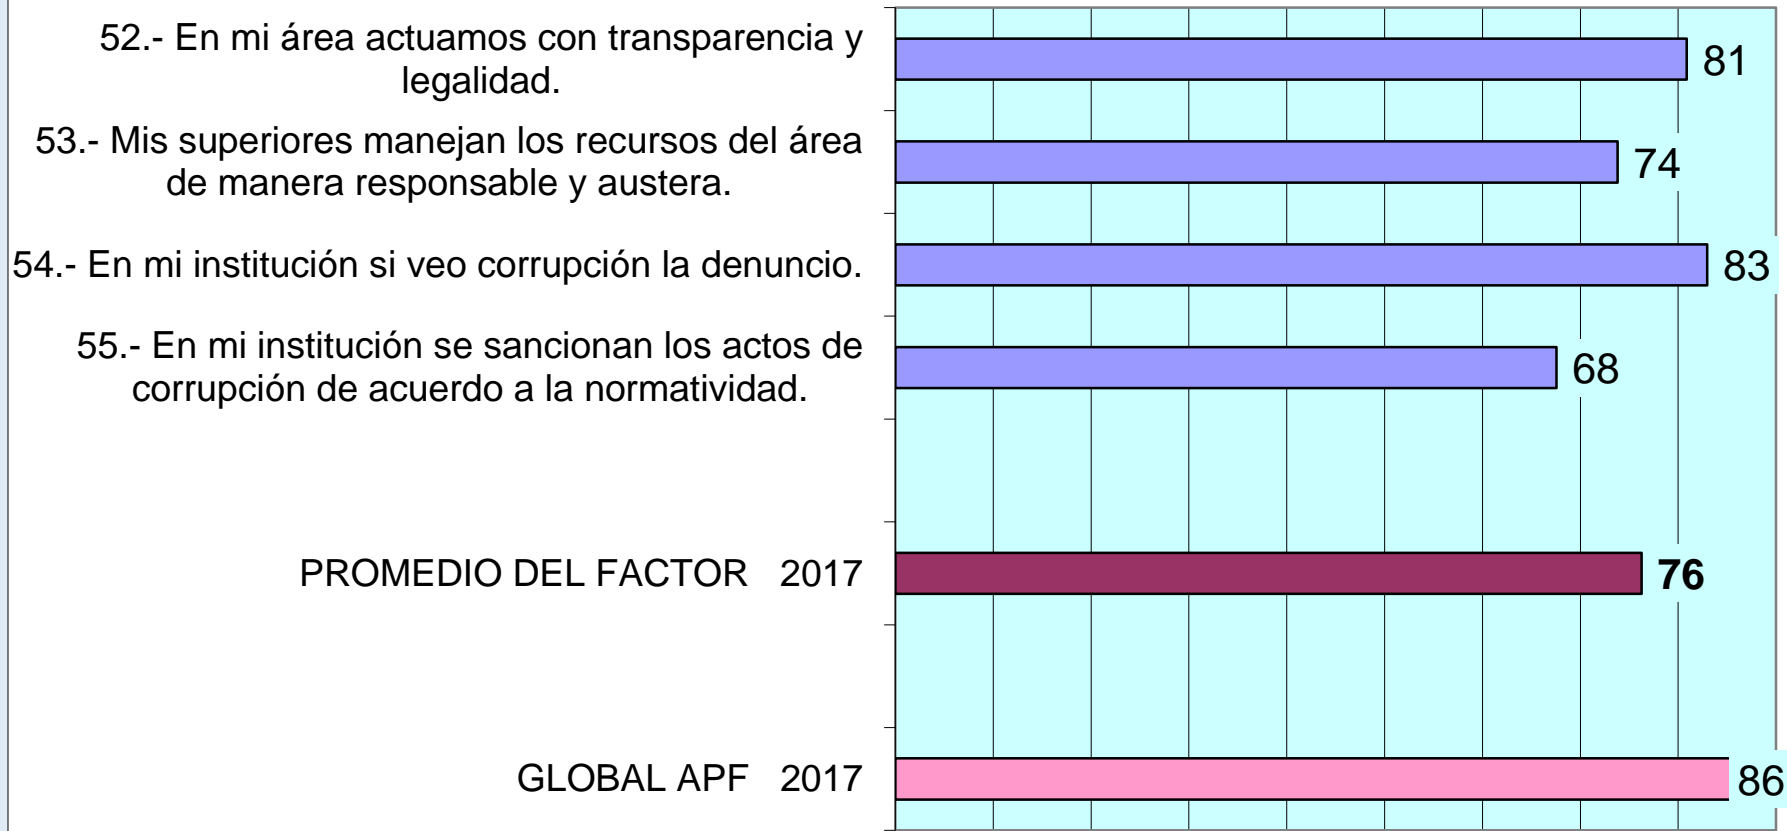 52.- En mi área actuamos con transparencia y
legalidad.
81
53.- Mis superiores manejan los recursos del área
de manera responsable y austera.
74
54.- En mi institución si veo corrupción la denuncio.
83
55.- En mi institución se sancionan los actos de
corrupción de acuerdo a la normatividad.
68
PROMEDIO DEL FACTOR 2017
76
GLOBAL APF 2017
86